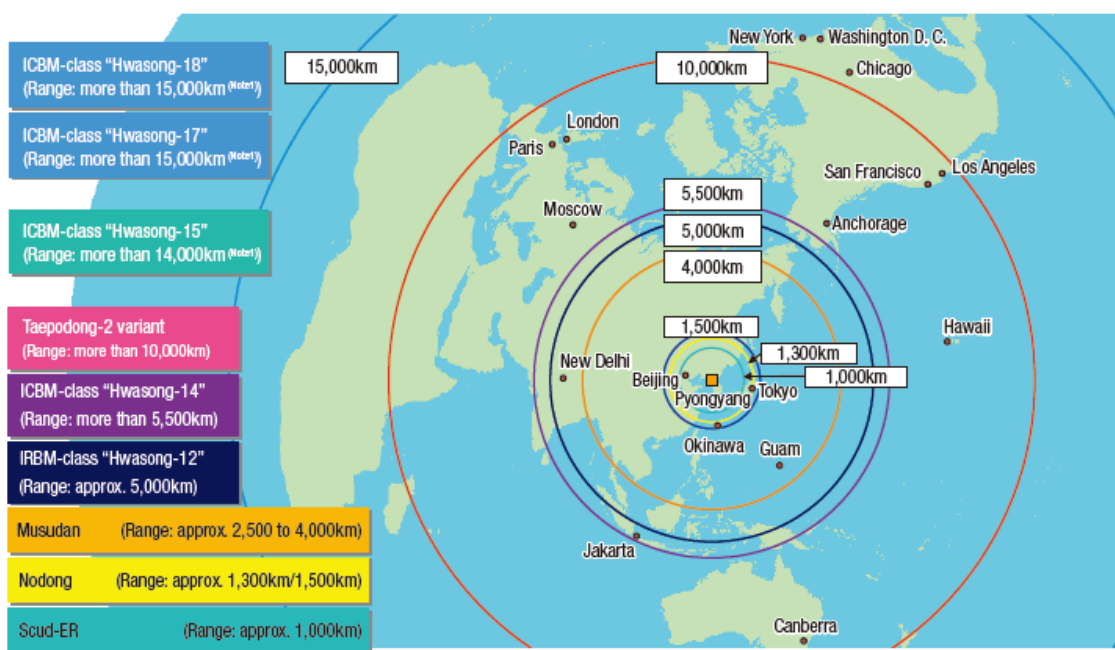 ICBM-class “Hwasong-18”
(Range: more than 15,000km (Note1))
ICBM-class “Hwasong-17”
(Range: more than 15,000km (Note1))
ICBM-class “Hwasong-15”
(Range: more than 14,000km (Note1))
Taepodong-2 variant
(Range: more than 10,000km)
ICBM-class “Hwasong-14”
(Range: more than 5,500km)
IRBM-class “Hwasong-12”
(Range: approx. 5,000km)
Musudan (Range: approx. 2,500 to 4,000km)
Nodong (Range: approx. 1,300km/1,500km)
Scud-ER (Range: approx. 1,000km)
15,000km
10,000km
New York
Washington D. C.
Chicago
London
Paris
San Francisco
Los Angeles
5,500km
Moscow
Anchorage
5,000km
4,000km
1,500km
Hawaii
1,300km
1,000km
New Delhi
Beijing
Pyongyang
Tokyo
Okinawa
Guam
Jakarta
Canberra